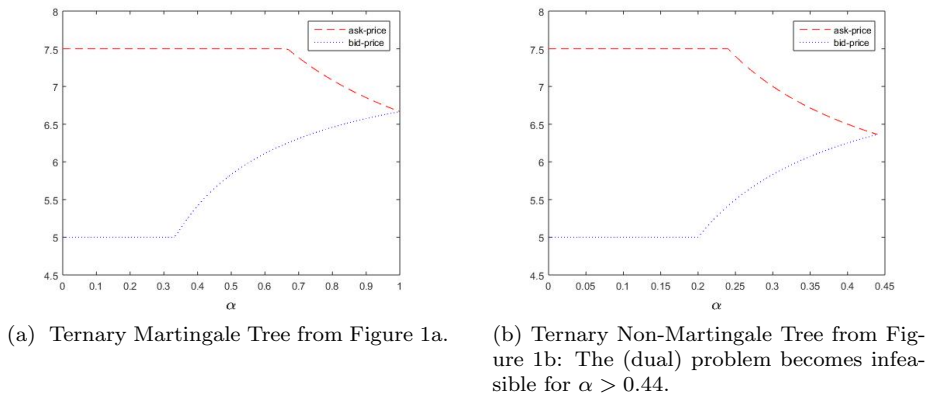 8
7.5
7
6.5
6
5.5
5
4.5
0 0.1 0.2 0.3 0.4 0.5 0.6 0.7 0.8 0.9 1
α
ask-price
bid-price
(a) Ternary Martingale Tree from Figure 1a.
8
7.5
7
6.5
6
5.5
5
4.5
0 0.05 0.1 0.15 0.2 0.25 0.3 0.35 0.4 0.45
α
ask-price
bid-price
(b) Ternary Non-Martingale Tree from Fig-
ure 1b: The (dual) problem becomes infea-
sible for α > 0.44.